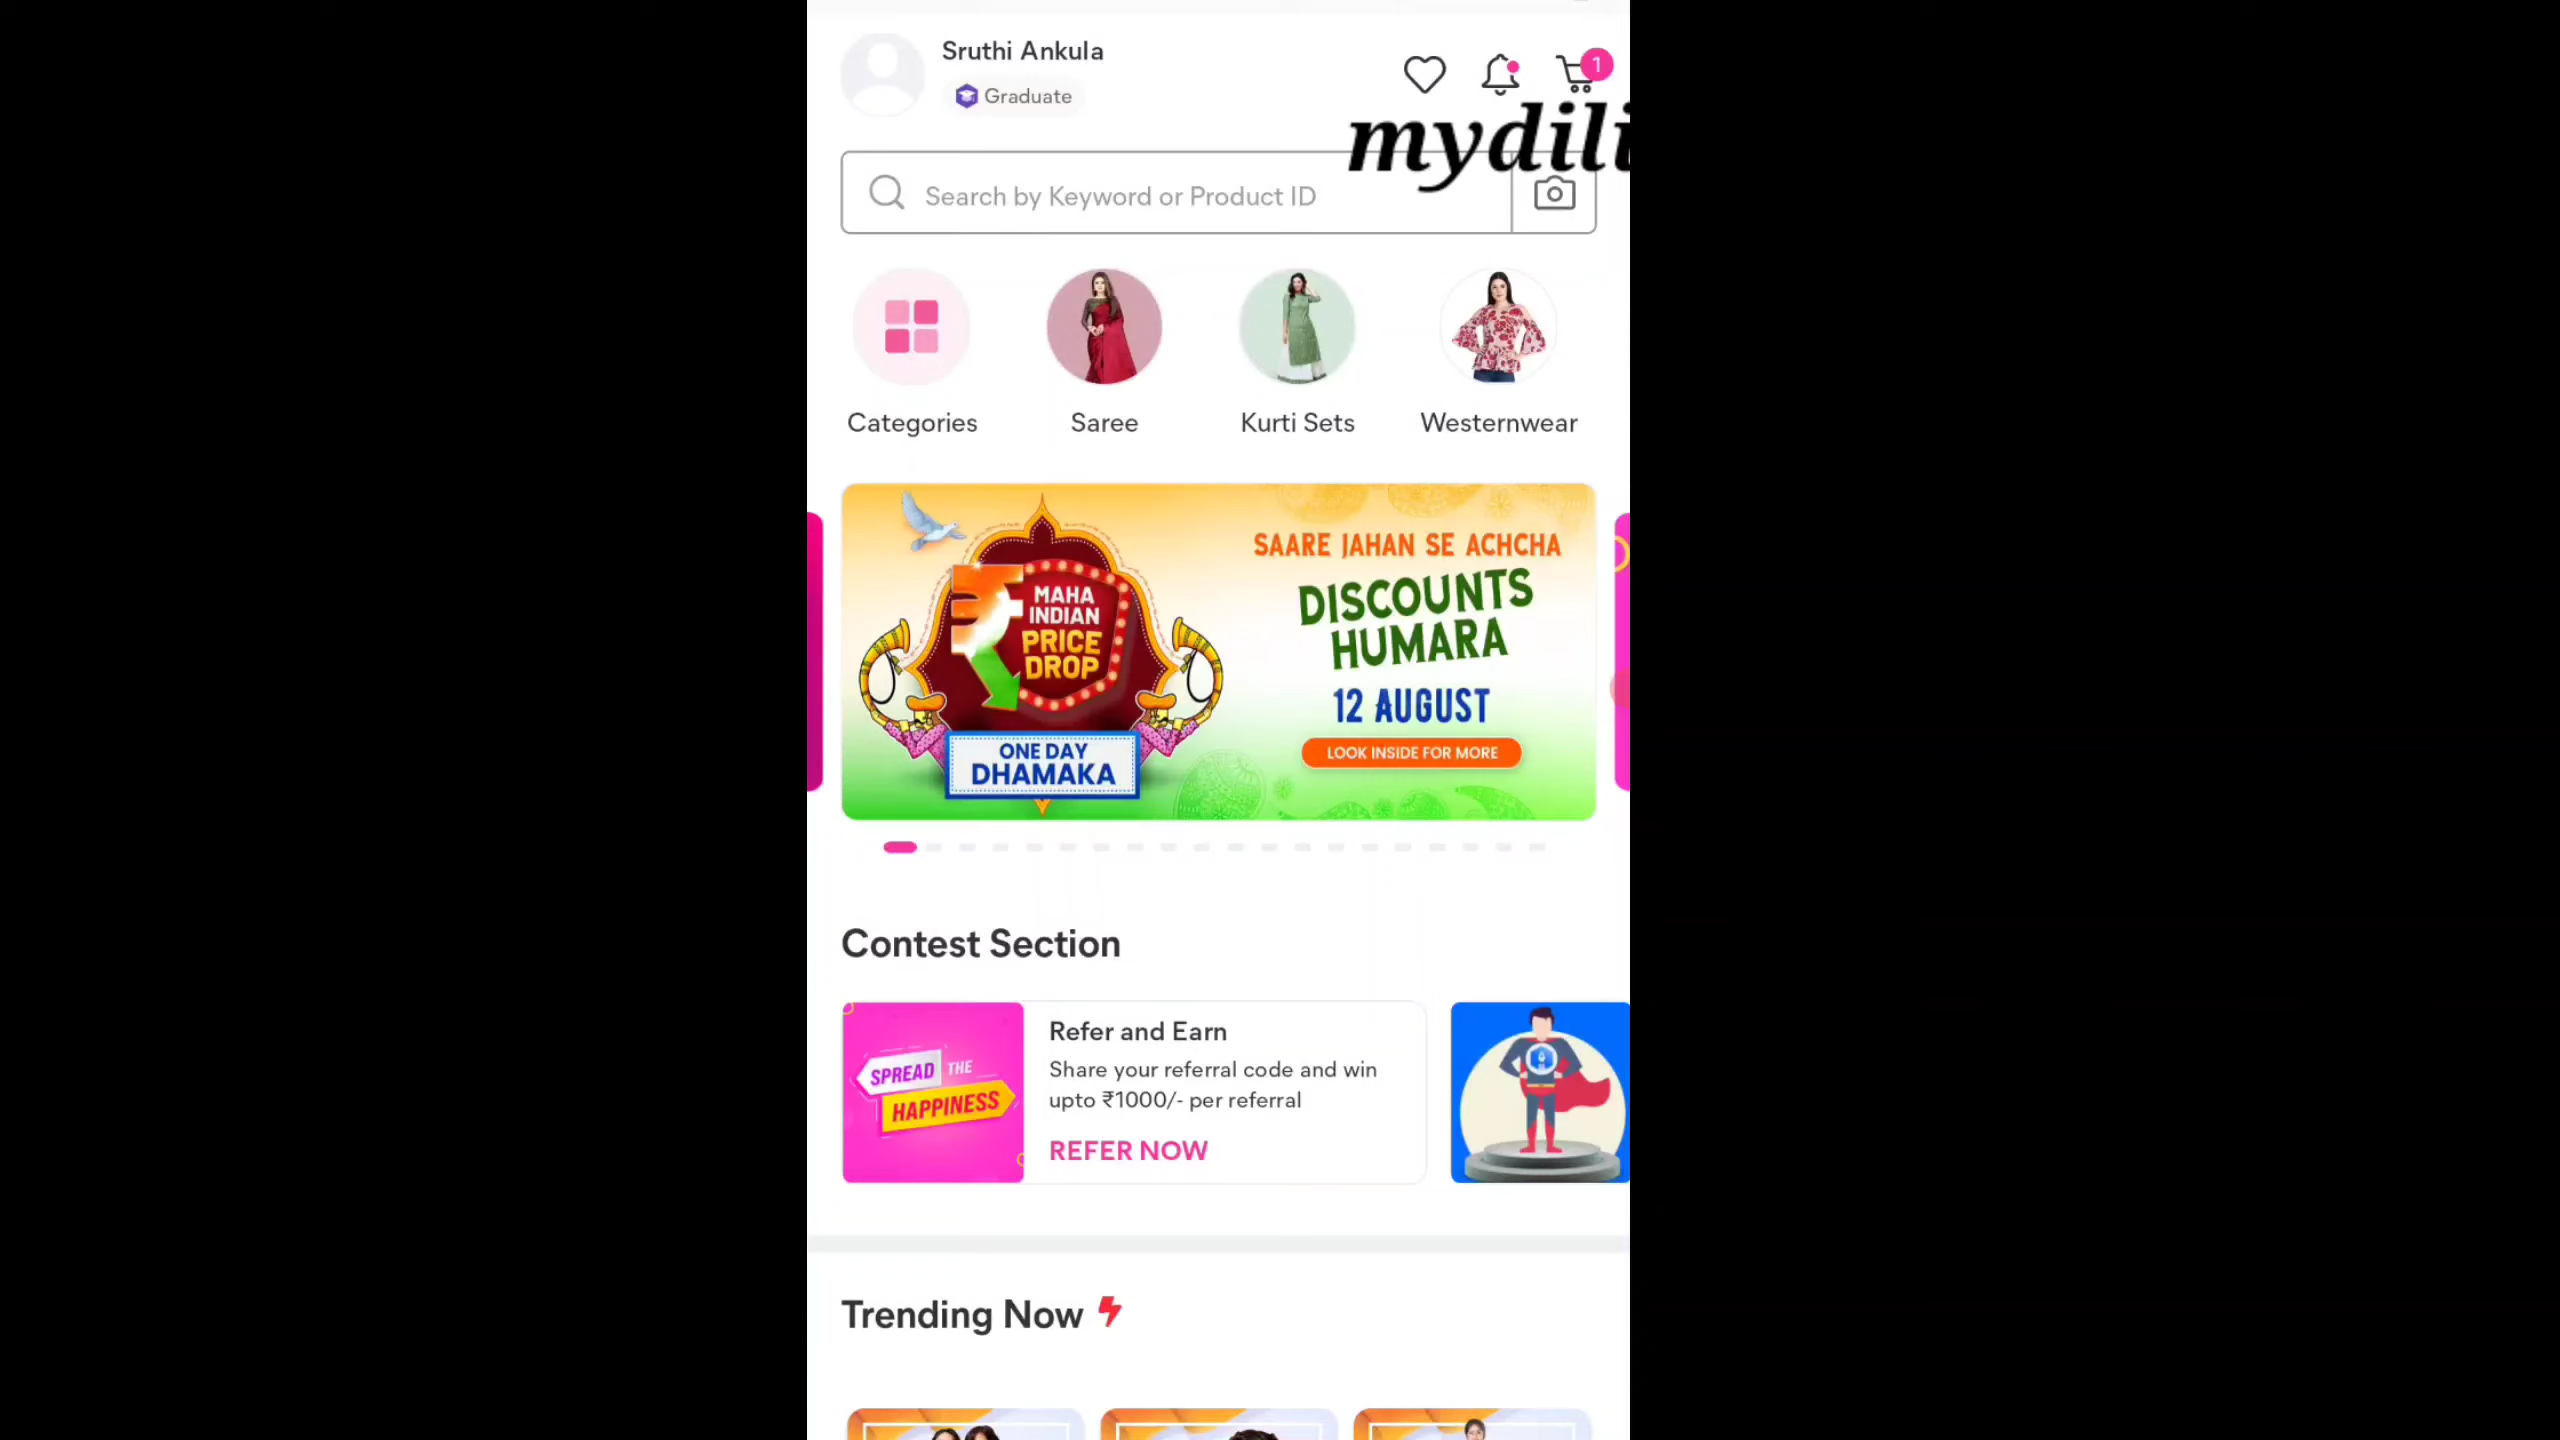 Sruthi Ankula
Graduate
1
mydili
Search by Keyword or Product ID
Categories
Saree
Kurti Sets
Westernwear
MAHA
INDIAN
PRICE
DROP
ONE DAY
DHAMAKA
SAARE JAHAN SE ACHCHA
DISCOUNTS
HUMARA
12 AUGUST
LOOK INSIDE FOR MORE
Contest Section
SPREAD THE
HAPPINESS
Refer and Earn
Share your referral code and win
upto ₹1000/- per referral
REFER NOW
Trending Now